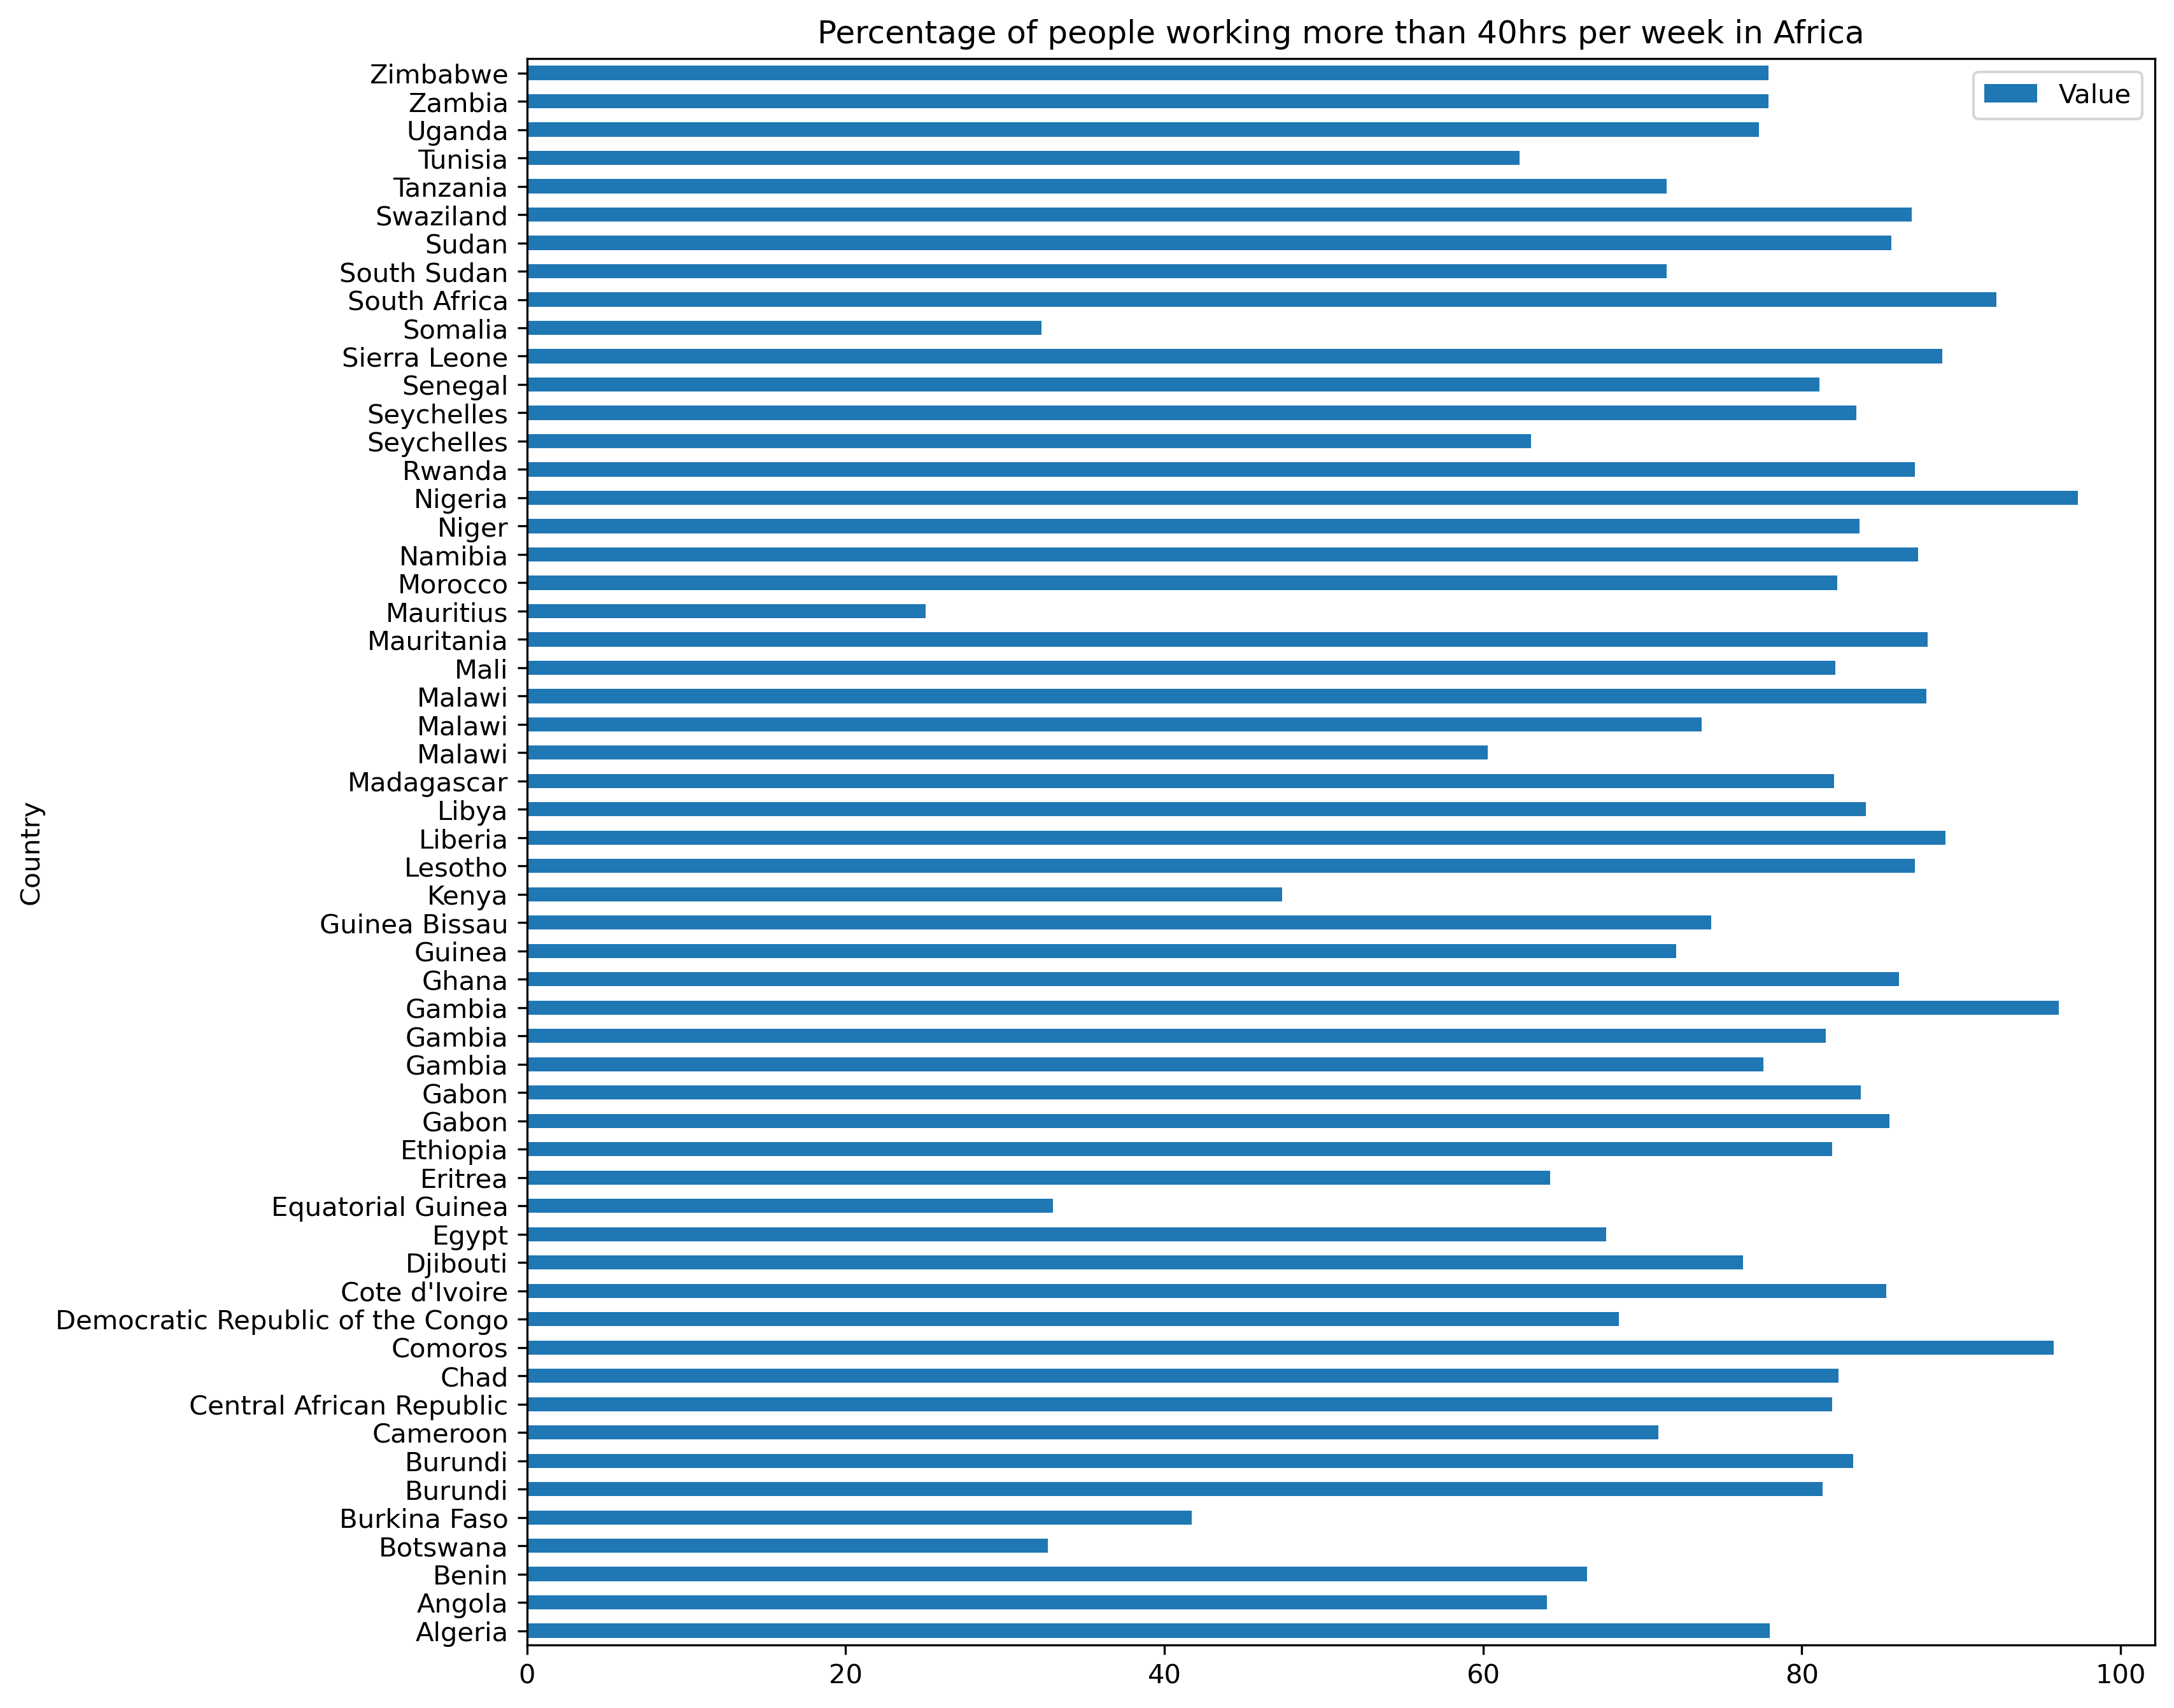 Percentage of people working more than 40hrs per week in Africa
Value
Country
Zimbabwe
Zambia
Uganda
Tunisia
Tanzania
Swaziland
Sudan
South Sudan
South Africa
Somalia
Sierra Leone
Senegal
Seychelles
Seychelles
Rwanda
Nigeria
Niger
Namibia
Morocco
Mauritius
Mauritania
Mali
Malawi
Malawi
Malawi
Madagascar
Libya
Liberia
Lesotho
Kenya
Guinea Bissau
Guinea
Ghana
Gambia
Gambia
Gambia
Gabon
Gabon
Ethiopia
Eritrea
Equatorial Guinea
Egypt
Djibouti
Cote d'Ivoire
Democratic Republic of the Congo
Comoros
Chad
Central African Republic
Cameroon
Burundi
Burundi
Burkina Faso
Botswana
Benin
Angola
Algeria
0 20 40 60 80 100